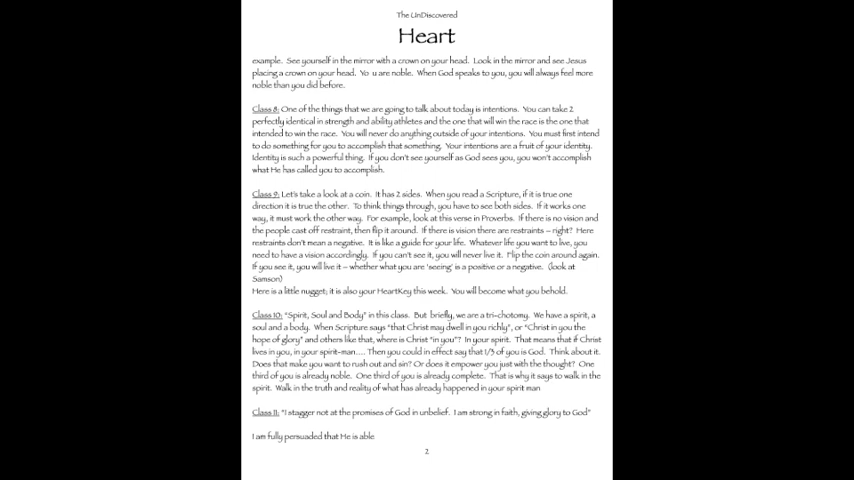 The UnDiscovered
Heart
example. See yourself in the mirror with a crown on your head. Look in the mirror and see Jesus
placing a crown on your head. Yo u are noble. When God speaks to you, you will always feel more
noble than you did before.
Class 8: One of the things that we are going to talk about today is intentions. You can take 2
perfectly identical in strength and ability athletes and the one that will win the race is the one that
intended to win the race. You will never do anything outside of your intentions. You must first intend
to do something for you to accomplish that something. Your intentions are a fruit of your identity.
Identity is such a powerful thing. If you don't see yourself as God sees you, you won't accomplish
what He has called you to accomplish.
Class 9: Let's take a look at a coin. It has 2 sides. When you read a Scripture, if it is true one
direction it is true the other. To think things through, you have to see both sides. If it works one
way, it must work the other way. For example, look at this verse in Proverbs. If there is no vision and
the people cast off restraint, then flip it around. If there is vision there are restraints – right? Here
restraints don't mean a negative. It is like a guide for your life. Whatever life you want to live, you
need to have a vision accordingly. If you can't see it, you will never live it. Flip the coin around again.
If you see it, you will live it – whether what you are 'seeing' is a positive or a negative. (look at
Samson)
Here is a little nugget; it is also your HeartKey this week. You will become what you behold.
Class 10: "Spirit, Soul and Body" in this class. But briefly, we are a tri-chotomy. We have a spirit, a
soul and a body. When Scripture says "that Christ may dwell in you richly", or "Christ in you the
hope of glory" and others like that, where is Christ "in you"? In your spirit. That means that if Christ
lives in you, in your spirit-man.... Then you could in effect say that 1/3 of you is God. Think about it.
Does that make you want to rush out and sin? Or does it empower you just with the thought? One
third of you is already noble. One third of you is already complete. That is why it says to walk in the
spirit. Walk in the truth and reality of what has already happened in your spirit man
Class 11: "I stagger not at the promises of God in unbelief. I am strong in faith, giving glory to God"
I am fully persuaded that He is able
2